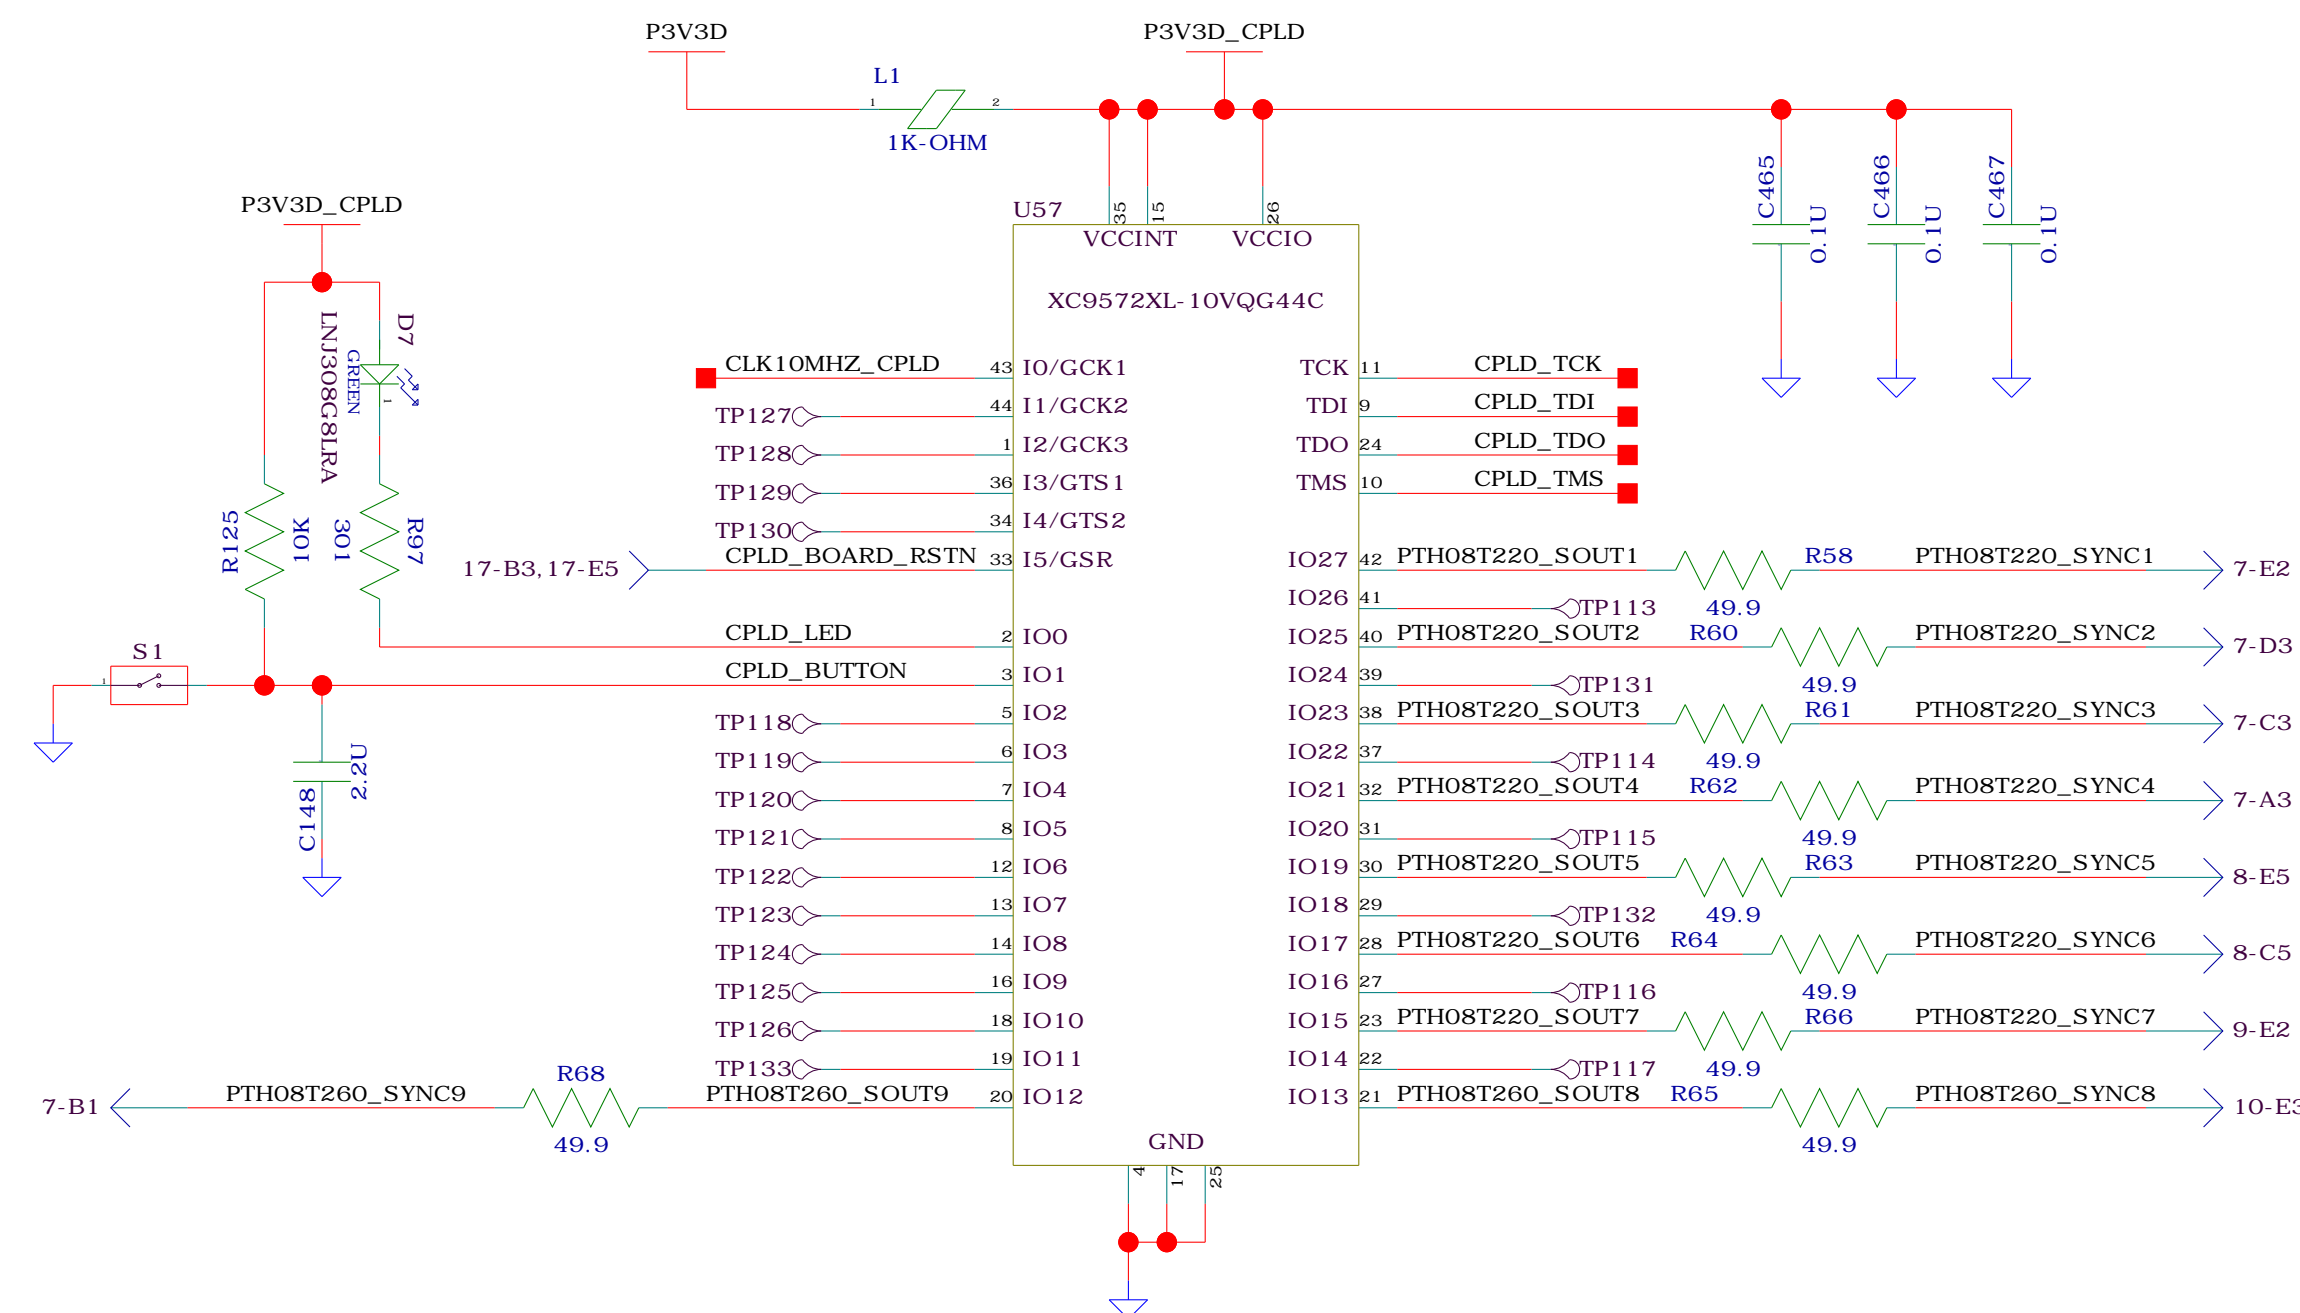 P3V3D
P3V3D_CPLD
L1
1
2
1K-OHM
C465
0.1U
C466
0.1U
C467
0.1U
P3V3D_CPLD
U57
35
15
26
VCCINT
VCCIO
XC9572XL-10VQG44C
D7
LNJ308G8LRA
GREEN
1
R125
10K
301
R97
CLK10MHZ_CPLD
43
I0/GCK1
TCK
11
CPLD_TCK
TP127
44
I1/GCK2
TDI
9
CPLD_TDI
TP128
1
I2/GCK3
TDO
24
CPLD_TDO
TP129
36
I3/GTS1
TMS
10
CPLD_TMS
TP130
34
I4/GTS2
17-B3,17-E5
CPLD_BOARD_RSTN
33
I5/GSR
IO27
42
PTH08T220_SOUT1
R58
49.9
PTH08T220_SYNC1
7-E2
IO26
41
TP113
CPLD_LED
2
IO0
IO25
40
PTH08T220_SOUT2
R60
49.9
PTH08T220_SYNC2
7-D3
S1
1
CPLD_BUTTON
3
IO1
IO24
39
TP131
TP118
5
IO2
IO23
38
PTH08T220_SOUT3
R61
49.9
PTH08T220_SYNC3
7-C3
C148
2.2U
TP119
6
IO3
IO22
37
TP114
TP120
7
IO4
IO21
32
PTH08T220_SOUT4
R62
49.9
PTH08T220_SYNC4
7-A3
TP121
8
IO5
IO20
31
TP115
TP122
12
IO6
IO19
30
PTH08T220_SOUT5
R63
49.9
PTH08T220_SYNC5
8-E5
TP123
13
IO7
IO18
29
TP132
TP124
14
IO8
IO17
28
PTH08T220_SOUT6
R64
49.9
PTH08T220_SYNC6
8-C5
TP125
16
IO9
IO16
27
TP116
TP126
18
IO10
IO15
23
PTH08T220_SOUT7
R66
49.9
PTH08T220_SYNC7
9-E2
TP133
19
IO11
IO14
22
TP117
7-B1
PTH08T260_SYNC9
R68
49.9
PTH08T260_SOUT9
20
IO12
IO13
21
PTH08T260_SOUT8
R65
49.9
PTH08T260_SYNC8
10-E3
GND
4
17
25